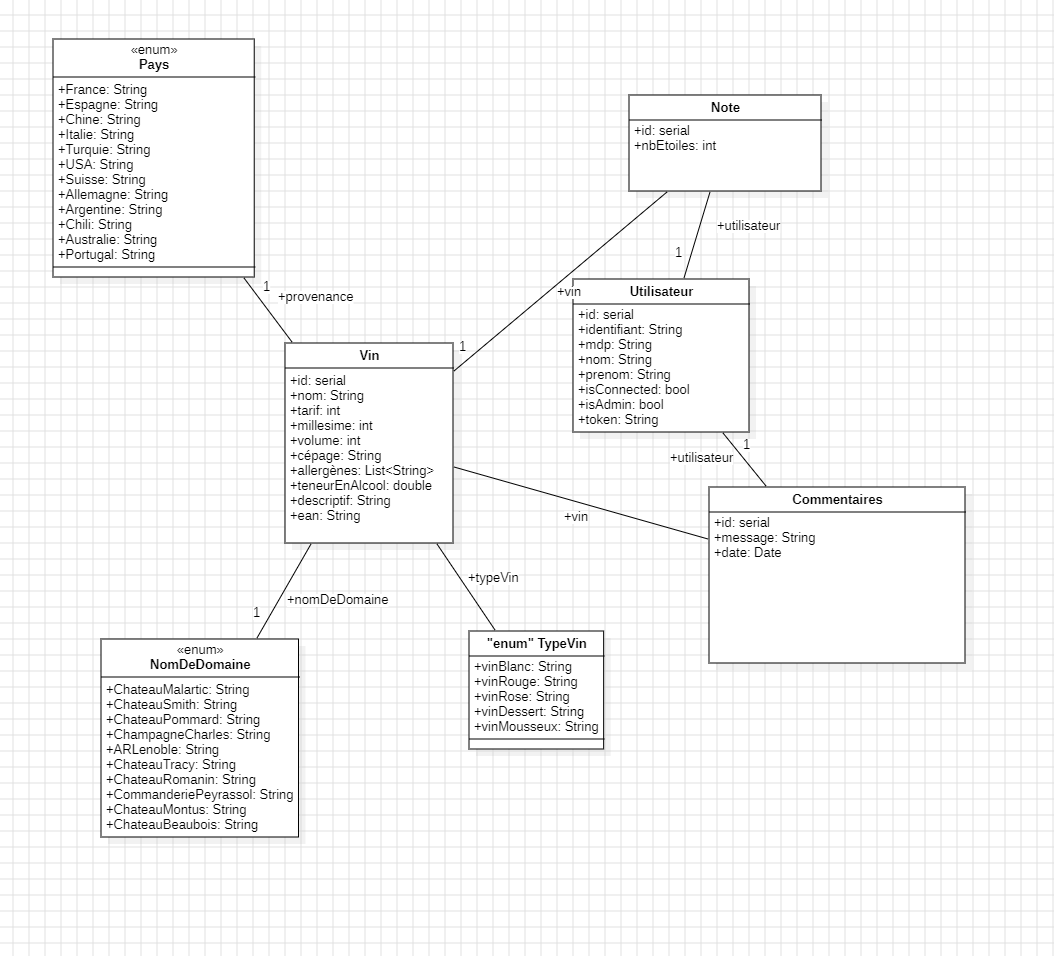 «enum»
Pays
+France: String
+Espagne: String
+Chine: String
+Italie: String
+Turquie: String
+USA: String
+Suisse: String
+Allemagne: String
+Argentine: String
+Chili: String
+Australie: String
+Portugal: String
1
+provenance
Note
+id: serial
+nbEtoiles: int
+utilisateur
1
+vin
1
Utilisateur
+id: serial
+identifiant: String
+mdp: String
+nom: String
+prenom: String
+isConnected: bool
+isAdmin: bool
+token: String
Vin
+id: serial
+nom: String
+tarif: int
+millesime: int
+volume: int
+cépage: String
+allergènes: List<String>
+teneurEnAlcool: double
+descriptif: String
+ean: String
1
+utilisateur
+vin
Commentaires
+id: serial
+message: String
+date: Date
+nomDeDomaine
1
+typeVin
«enum»
NomDeDomaine
+ChateauMalartic: String
+ChateauSmith: String
+ChateauPommard: String
+ChampagneCharles: String
+ARLenoble: String
+ChateauTracy: String
+ChateauRomanin: String
+CommanderiePeyrassol: String
+ChateauMontus: String
+ChateauBeaubois: String
"enum" TypeVin
+vinBlanc: String
+vinRouge: String
+vinRose: String
+vinDessert: String
+vinMousseux: String